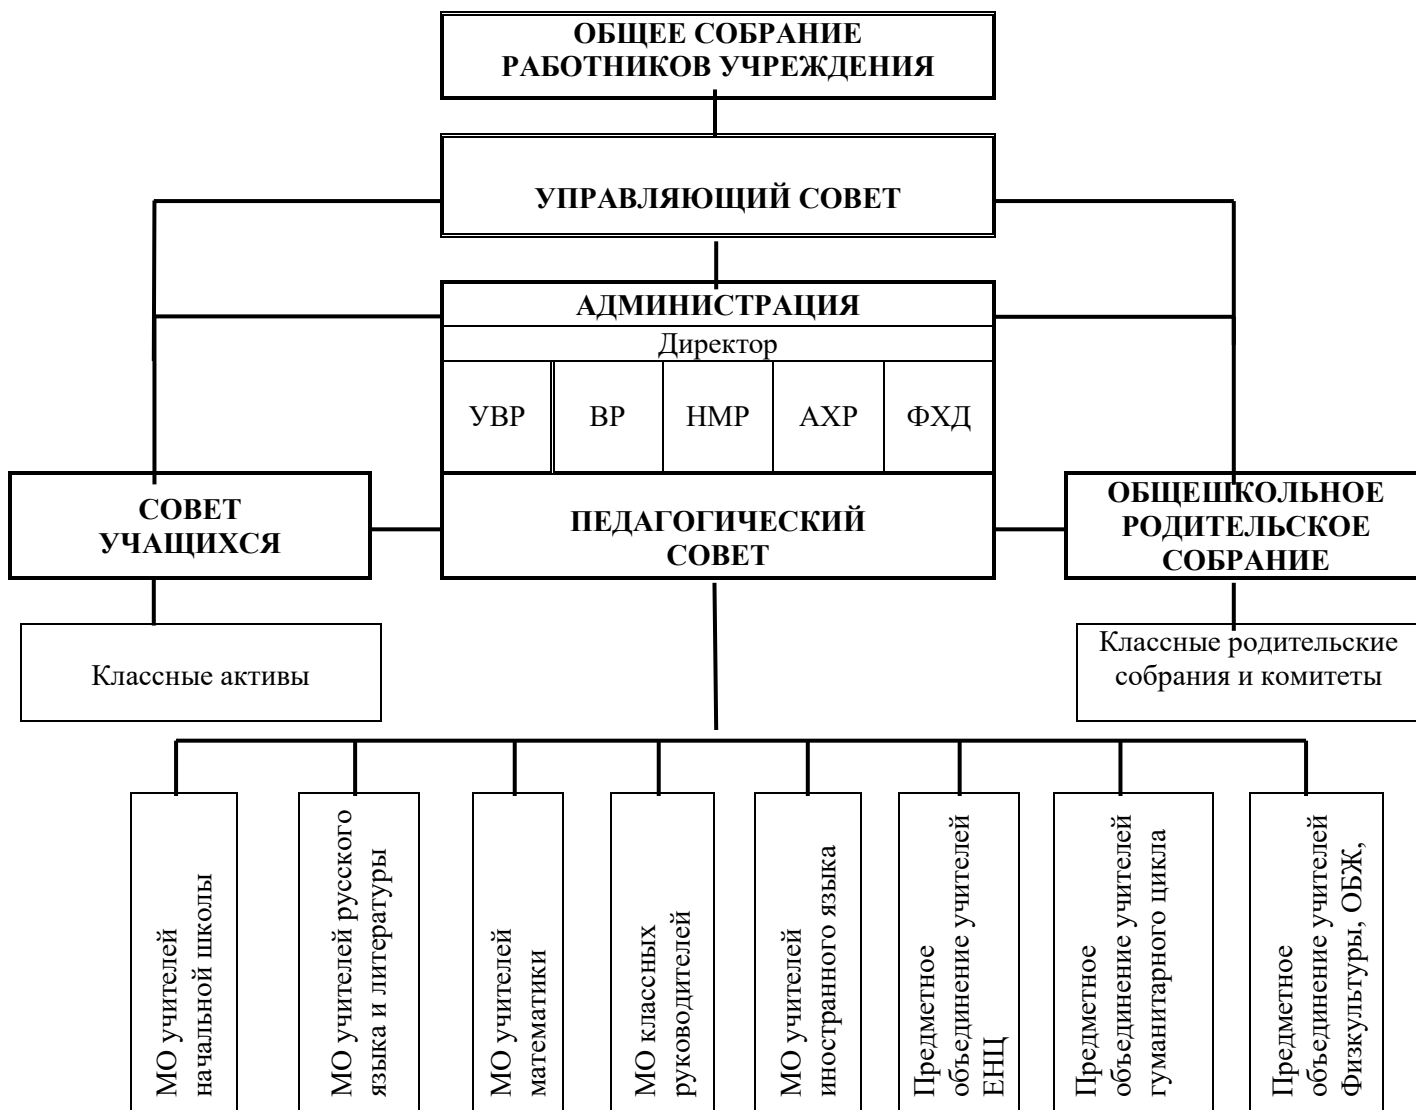 ОБЩЕЕ СОБРАНИЕ
РАБОТНИКОВ УЧРЕЖДЕНИЯ
УПРАВЛЯЮЩИЙ СОВЕТ
АДМИНИСТРАЦИЯ
Директор
УВР
ВР
НМР
АХР
ФХД
СОВЕТ
УЧАЩИХСЯ
ПЕДАГОГИЧЕСКИЙ
СОВЕТ
ОБЩЕШКОЛЬНОЕ
РОДИТЕЛЬСКОЕ
СОБРАНИЕ
Классные активы
Классные родительские
собрания и комитеты
МО учителей
начальной школы
МО учителей русского
языка и литературы
МО учителей
математики
МО классных
руководителей
МО учителей
иностранного языка
Предметное
объединение учителей
ЕНЦ
Предметное
объединение учителей
гуманитарного цикла
Предметное
объединение учителей
Физкультуры, ОБЖ,